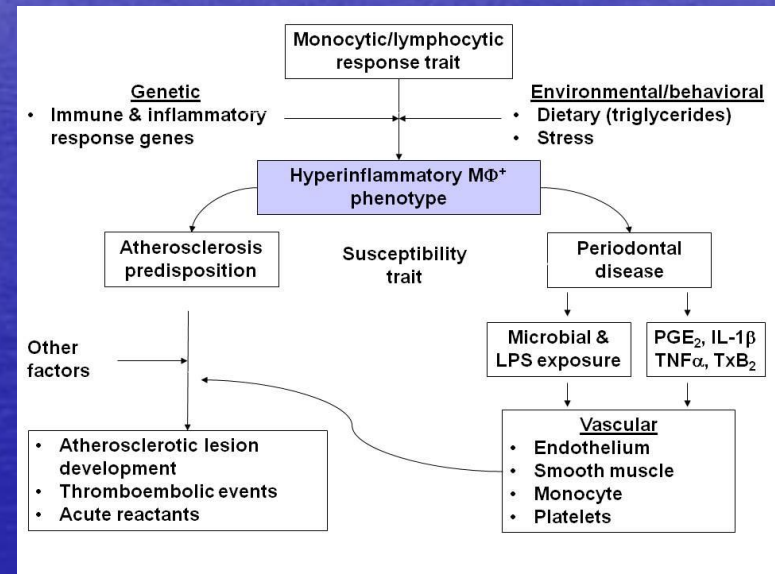 Monocytic/lymphocytic
response trait
Genetic
• Immune & inflammatory
response genes
Environmental/behavioral
• Dietary (triglycerides)
• Stress
Hyperinflammatory MΦ⁺
phenotype
Atherosclerosis
predisposition
Susceptibility
trait
Periodontal
disease
Other
factors
Microbial &
LPS exposure
PGE₂, IL-1β
TNFα, TxB₂
• Atherosclerotic lesion
development
• Thromboembolic events
• Acute reactants
Vascular
• Endothelium
• Smooth muscle
• Monocyte
• Platelets